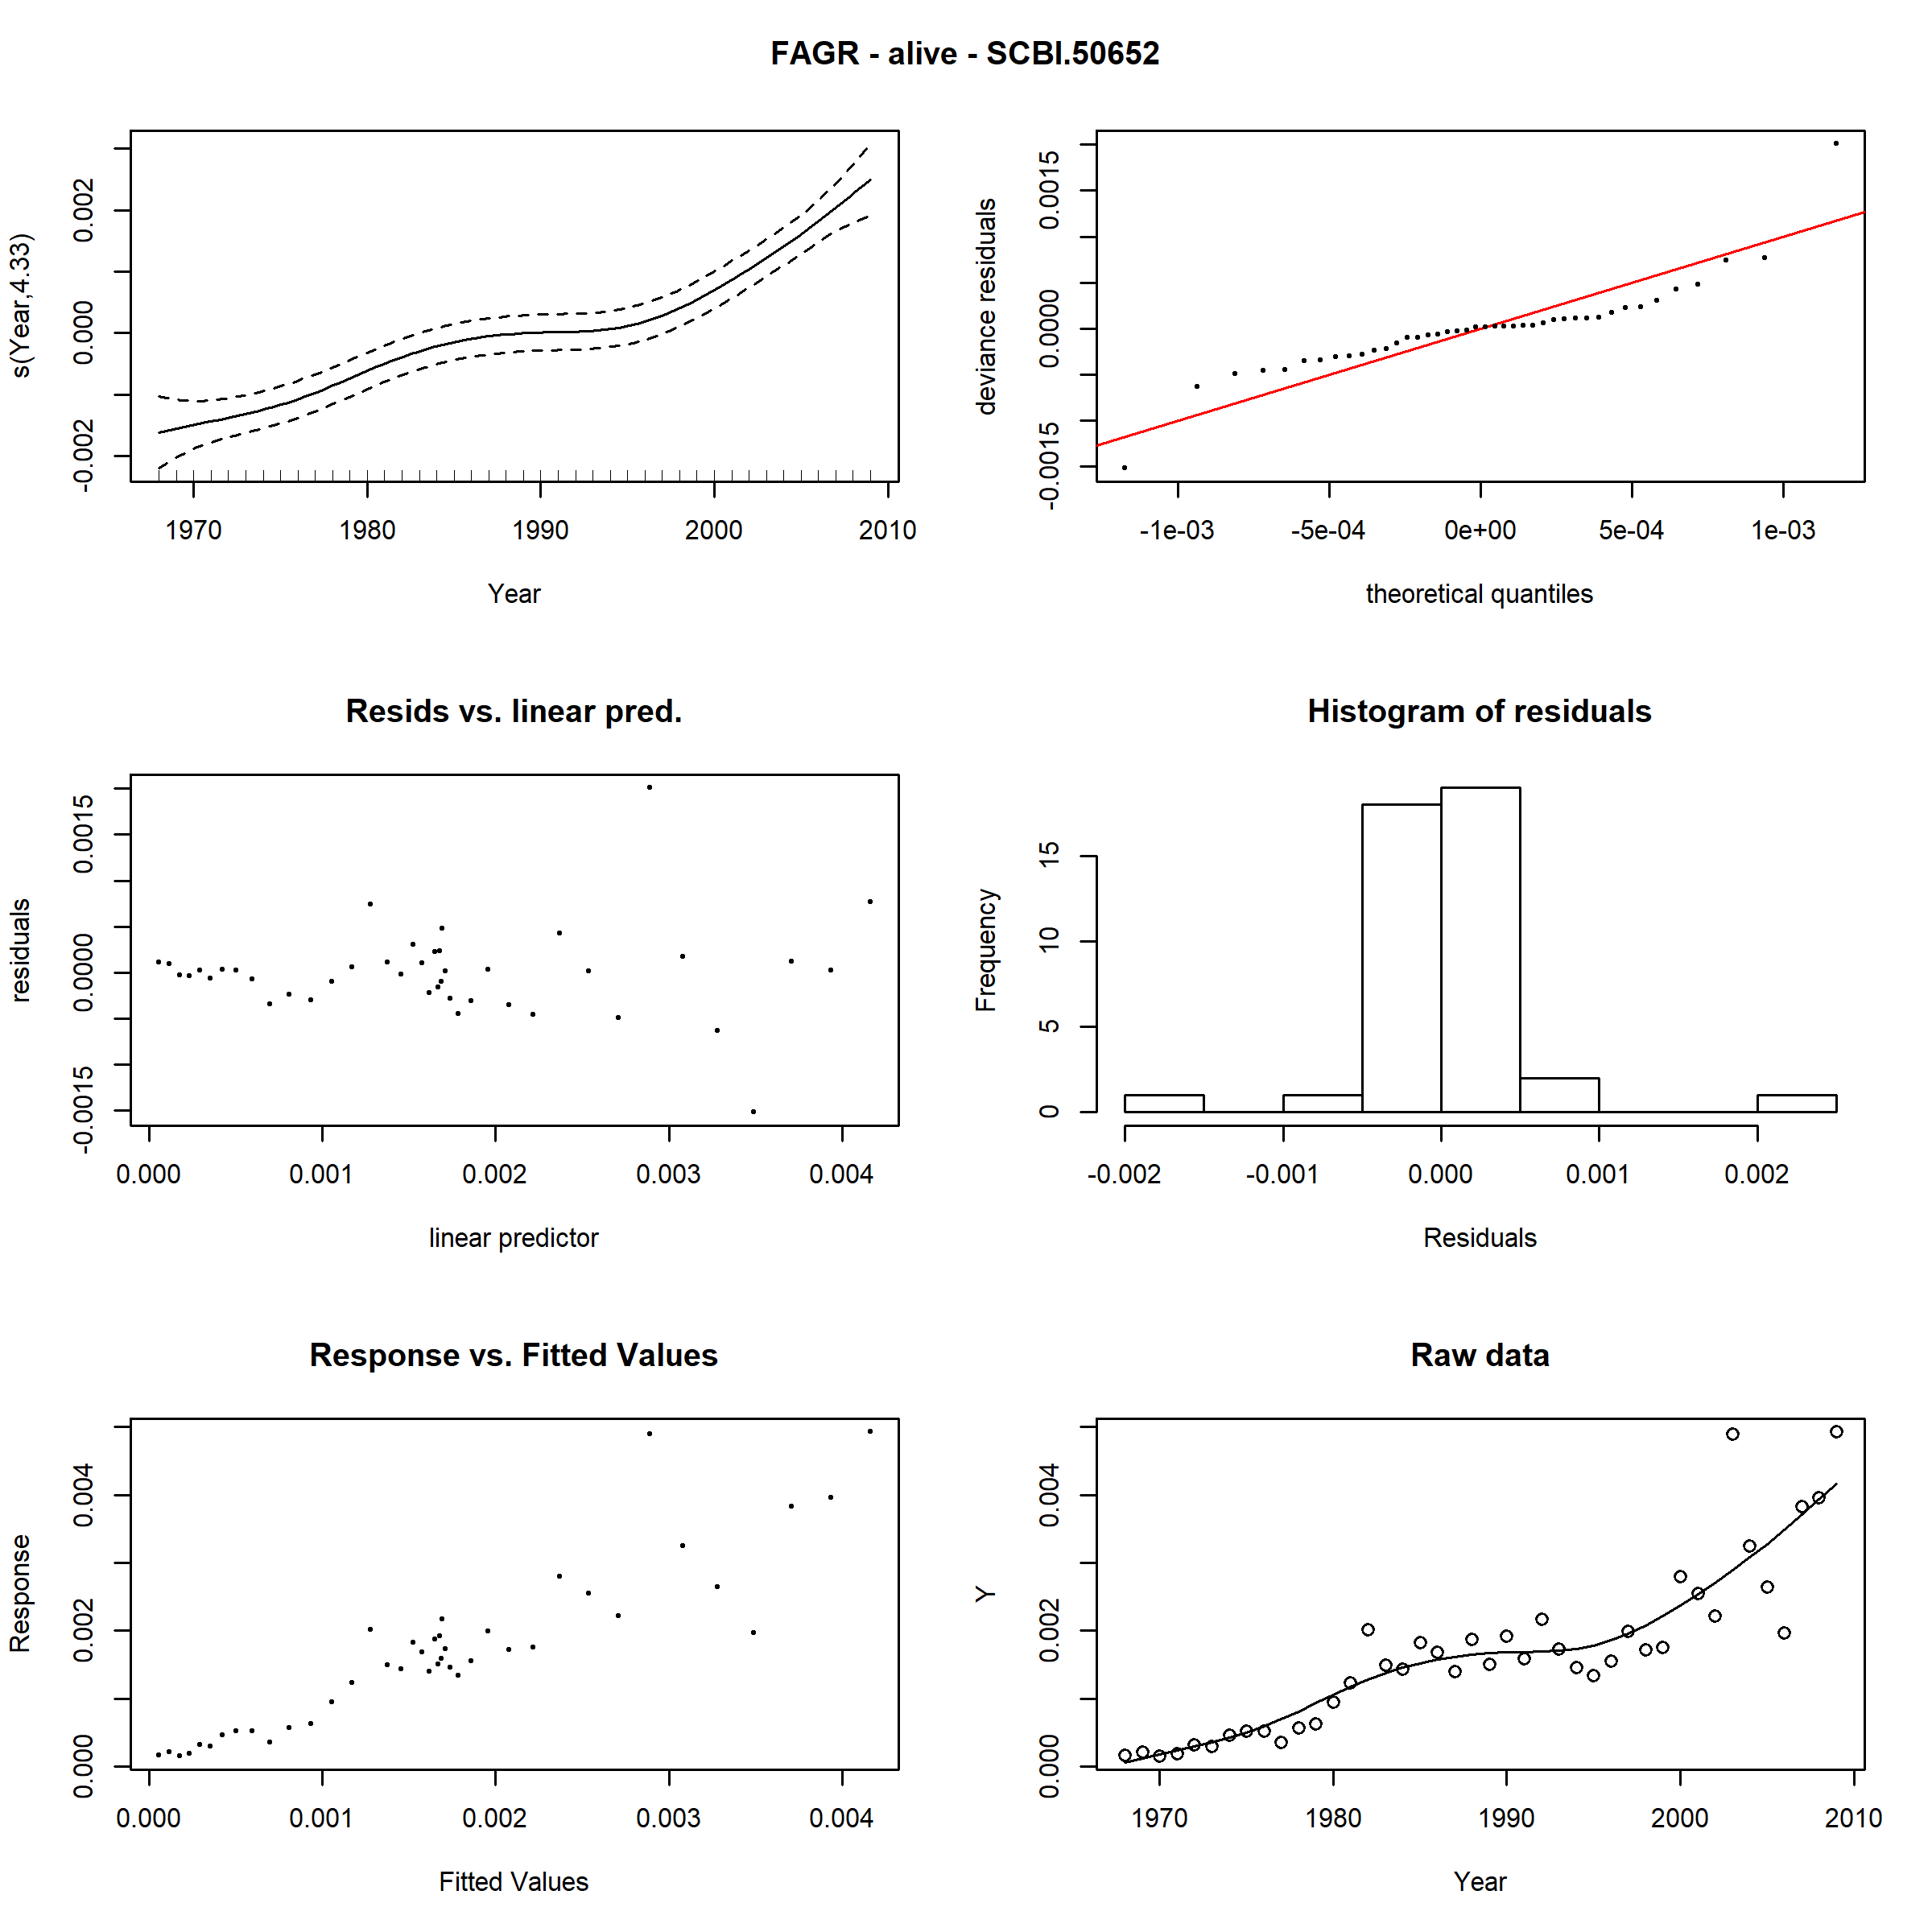 FAGR - alive - SCBI.50652
s(Year,4.33)
-0.002 0.000 0.002
1970 1980 1990 2000 2010
Year
deviance residuals
-0.0015 0.0000 0.0015
-1e-03 -5e-04 0e+00 5e-04 1e-03
theoretical quantiles
Resids vs. linear pred.
residuals
-0.0015 0.0000 0.0015
0.000 0.001 0.002 0.003 0.004
linear predictor
Histogram of residuals
Frequency
0 5 10 15
-0.002 -0.001 0.000 0.001 0.002
Residuals
Response vs. Fitted Values
Response
0.000 0.002 0.004
0.000 0.001 0.002 0.003 0.004
Fitted Values
Raw data
Y
0.000 0.002 0.004
1970 1980 1990 2000 2010
Year